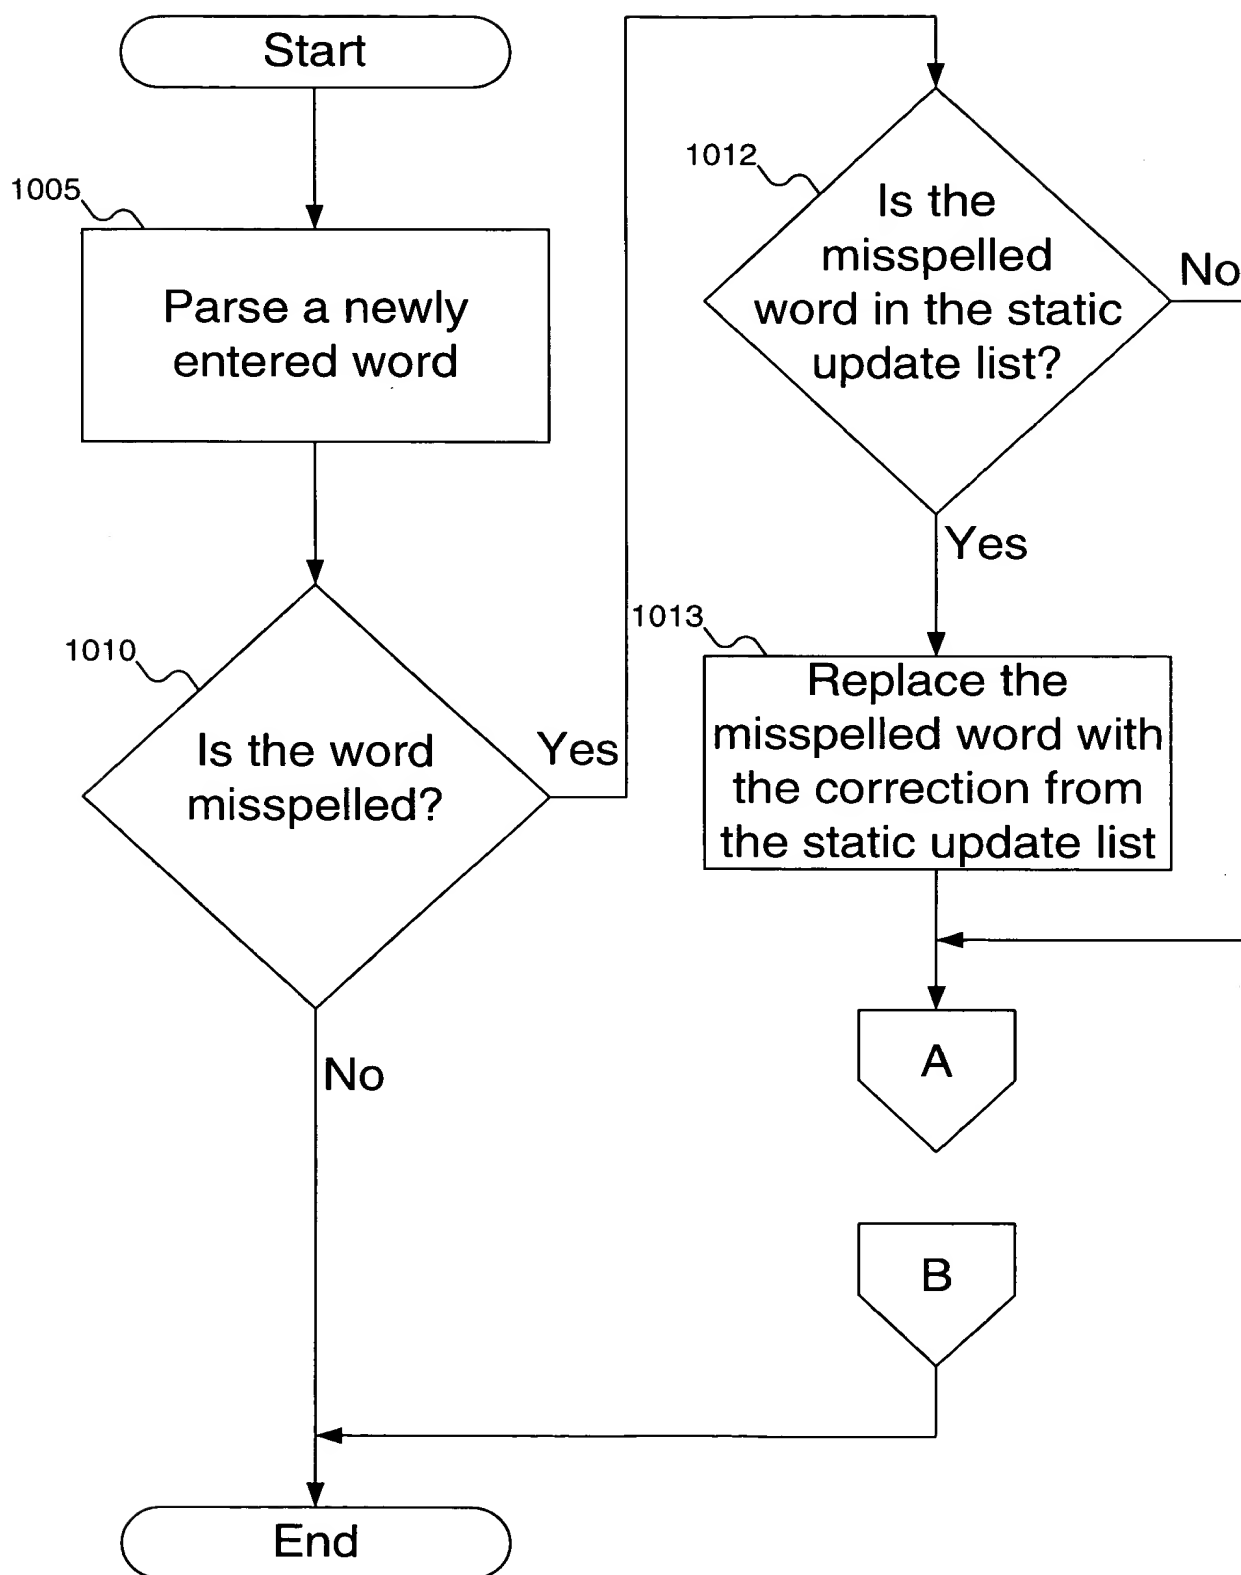 Start
1005
Parse a newly
entered word
1010
Is the word
misspelled?
Yes
No
1012
Is the
misspelled
word in the static
update list?
No
Yes
1013
Replace the
misspelled word with
the correction from
the static update list
A
B
End